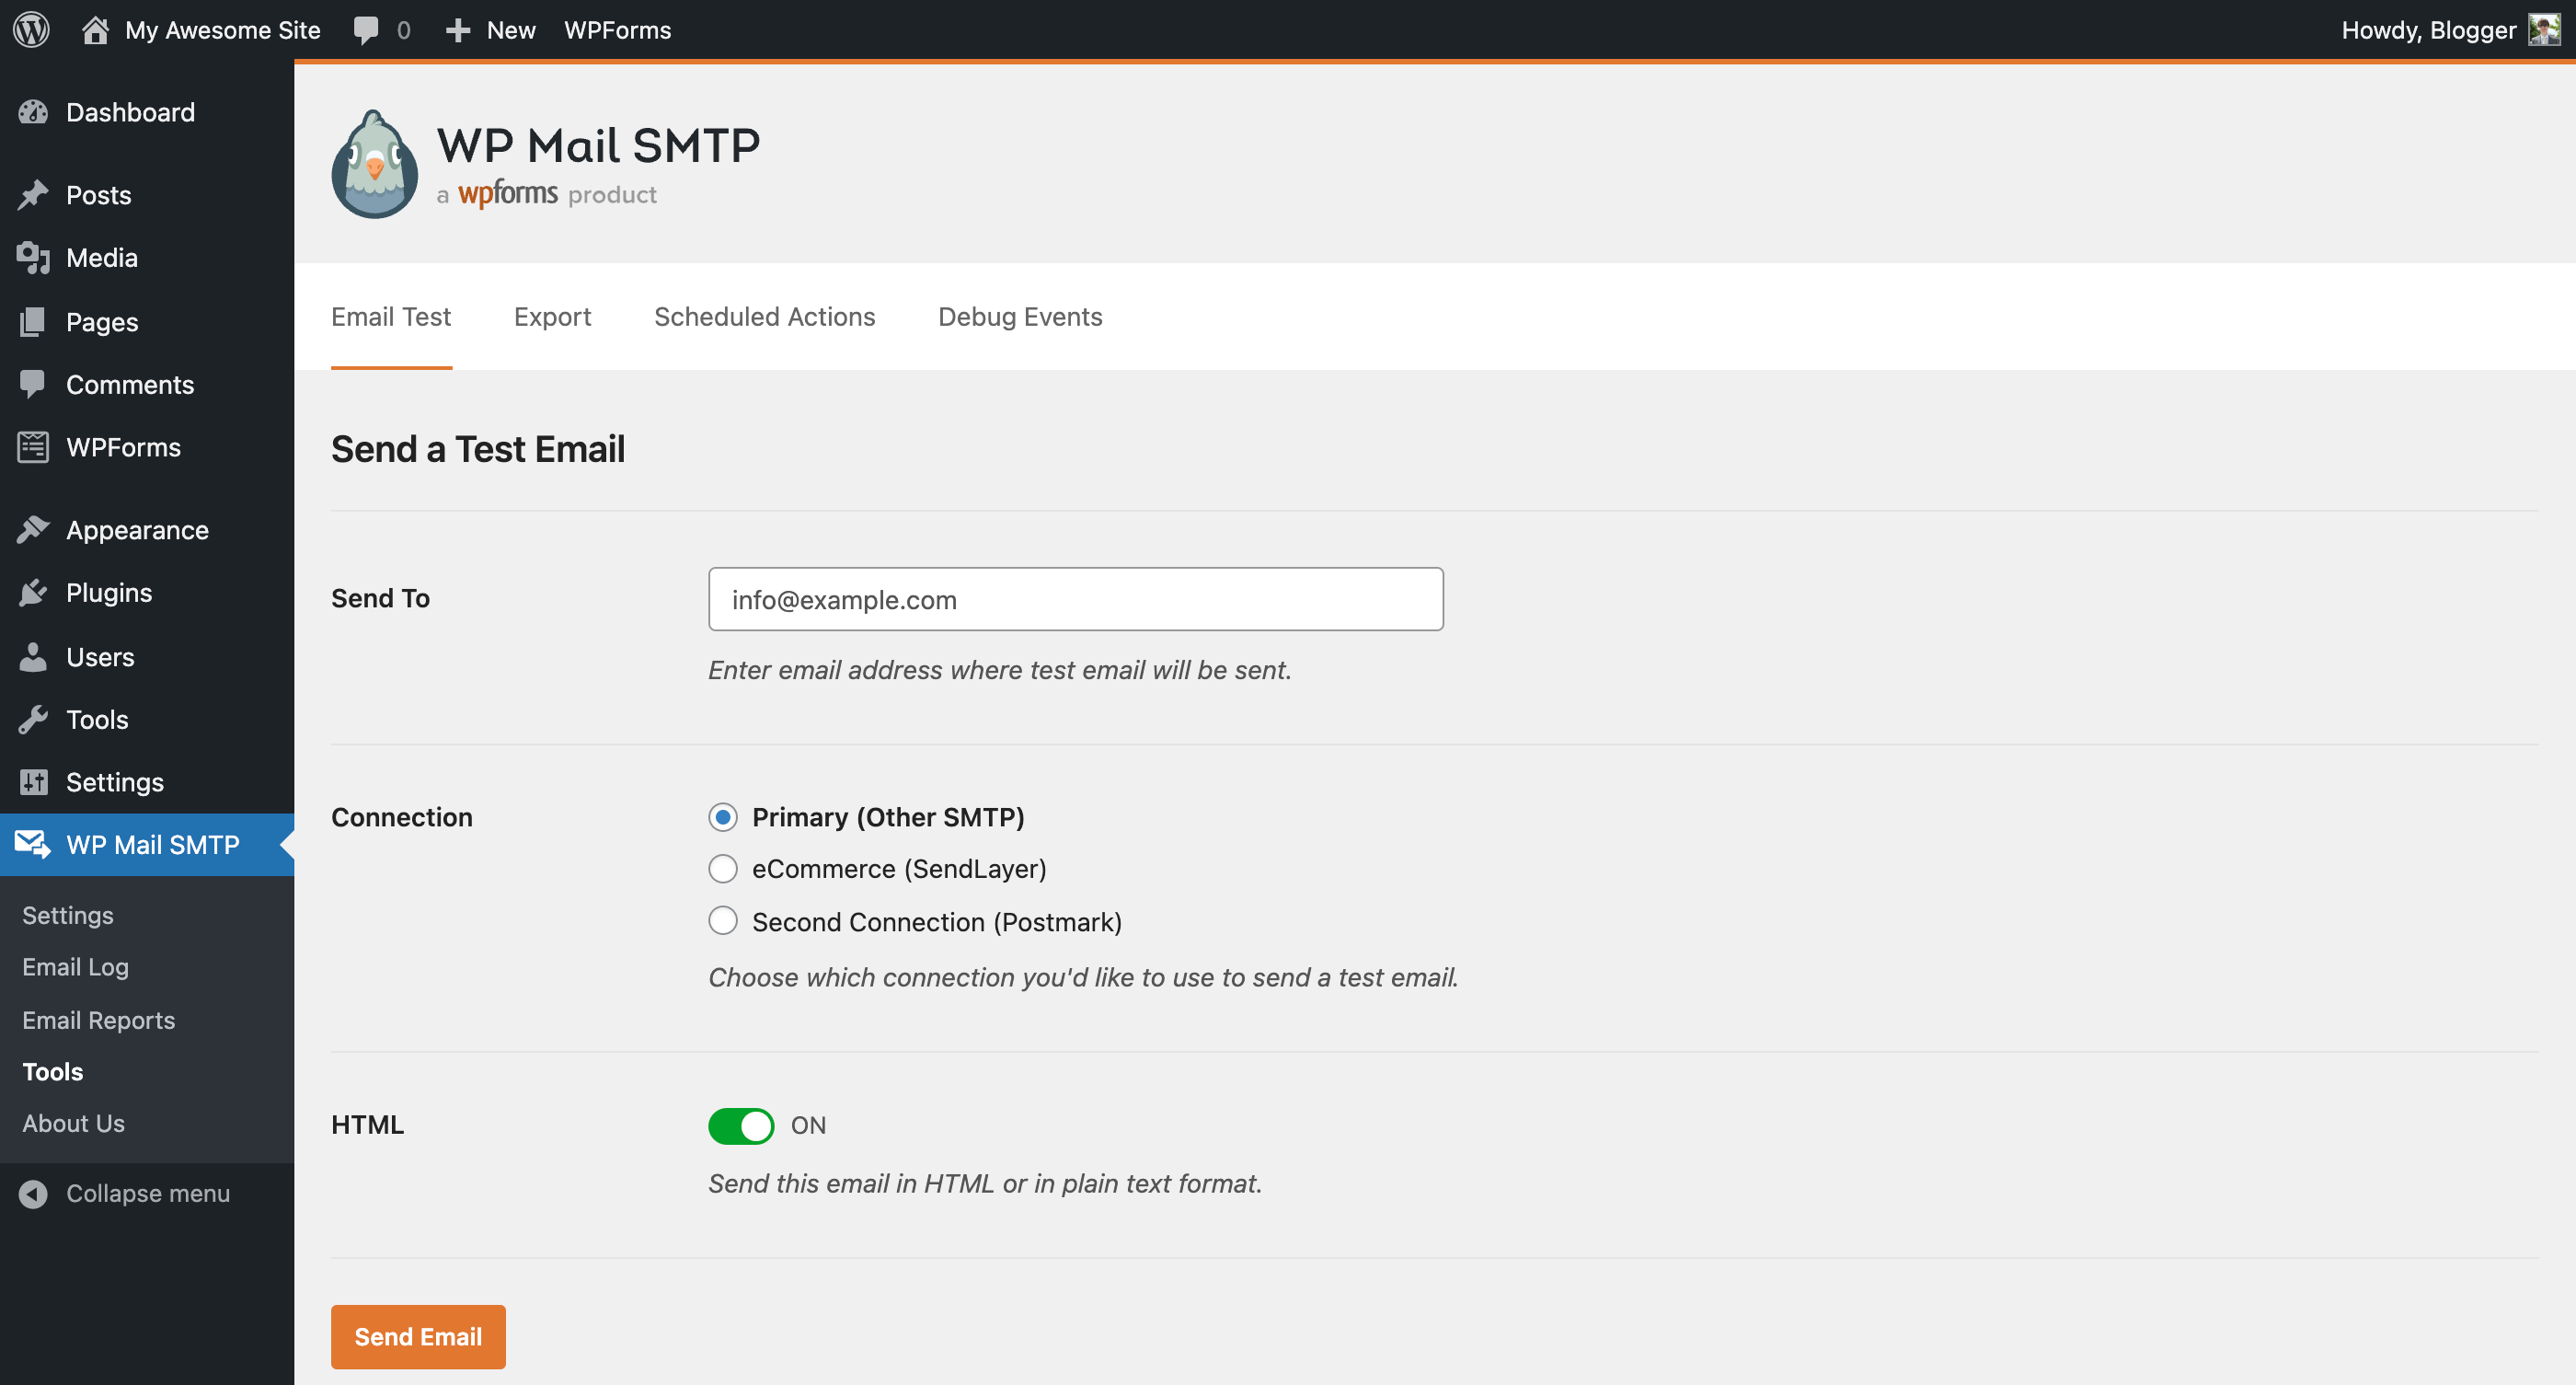 My Awesome Site 0 New WPForms Howdy, Blogger
Dashboard
Posts
Media
Pages
Comments
WPForms
Appearance
Plugins
Users
Tools
Settings
WP Mail SMTP
Settings
Email Log
Email Reports
Tools
About Us
Collapse menu
WP Mail SMTP
a wpforms product
Email Test Export Scheduled Actions Debug Events
Send a Test Email
Send To
info@example.com
Enter email address where test email will be sent.
Connection
Primary (Other SMTP)
eCommerce (SendLayer)
Second Connection (Postmark)
Choose which connection you'd like to use to send a test email.
HTML
ON
Send this email in HTML or in plain text format.
Send Email